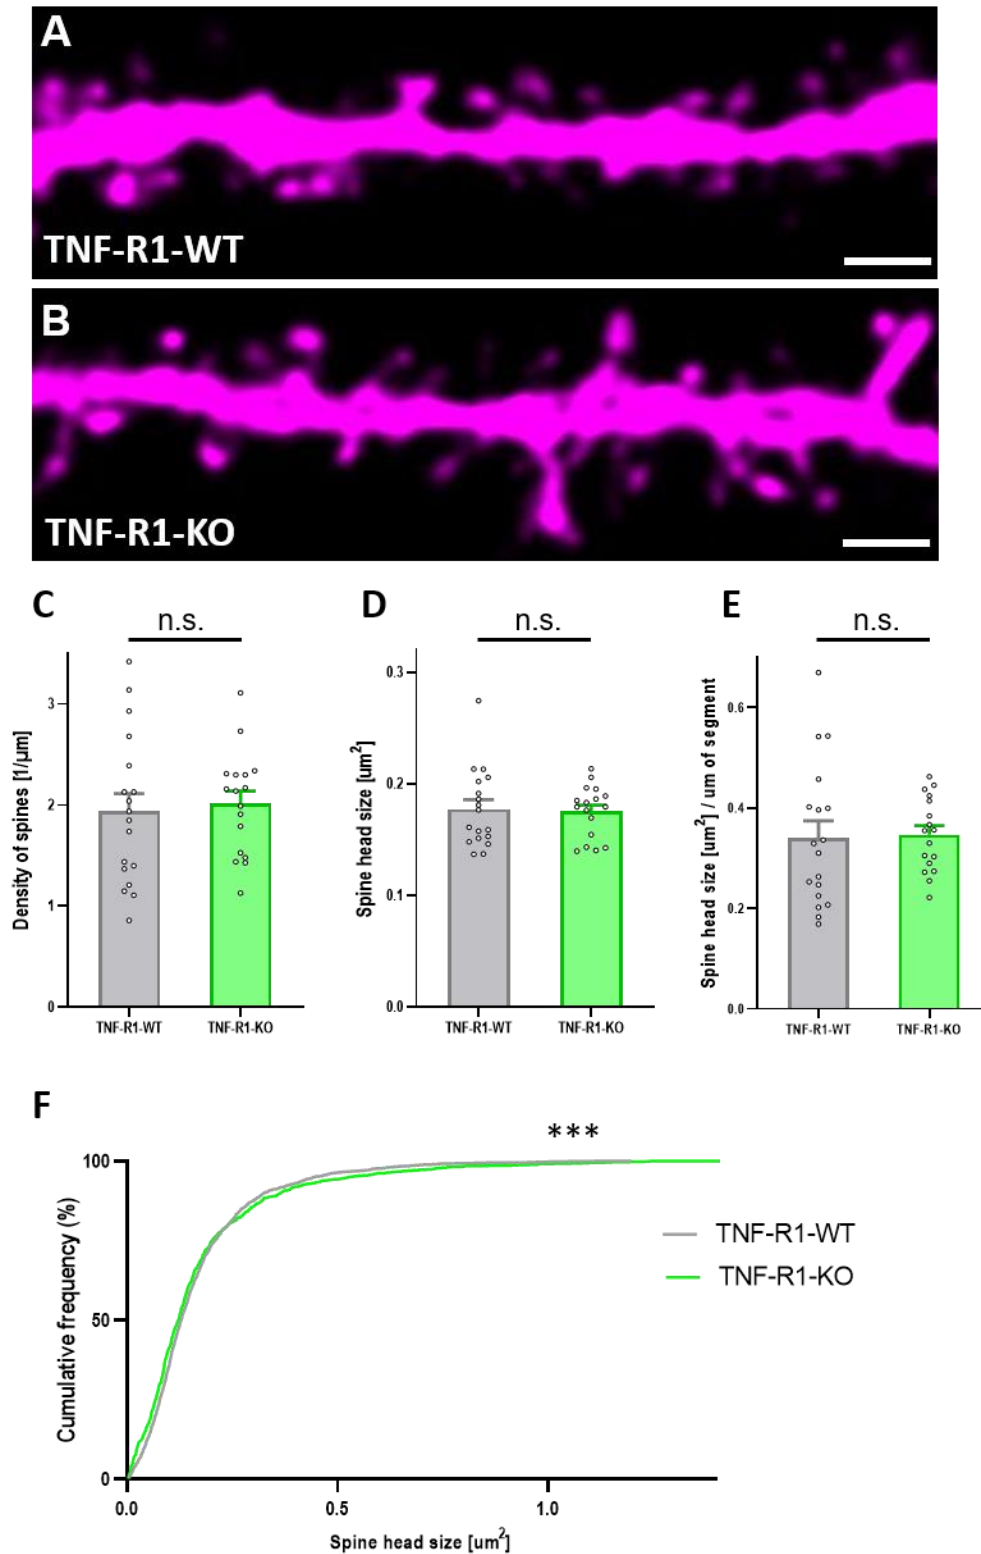 A
TNF-R1-WT
B
TNF-R1-KO
C
n.s.
Density of spines [1/µm]
3
2
1
0
TNF-R1-WT
TNF-R1-KO
D
n.s.
Spine head size [um²]
0.3
0.2
0.1
0.0
TNF-R1-WT
TNF-R1-KO
E
n.s.
Spine head size [um²] / um of segment
0.6
0.4
0.2
0.0
TNF-R1-WT
TNF-R1-KO
F
***
Cumulative frequency (%)
100
50
0
0.0
0.5
1.0
Spine head size [um²]
TNF-R1-WT
TNF-R1-KO